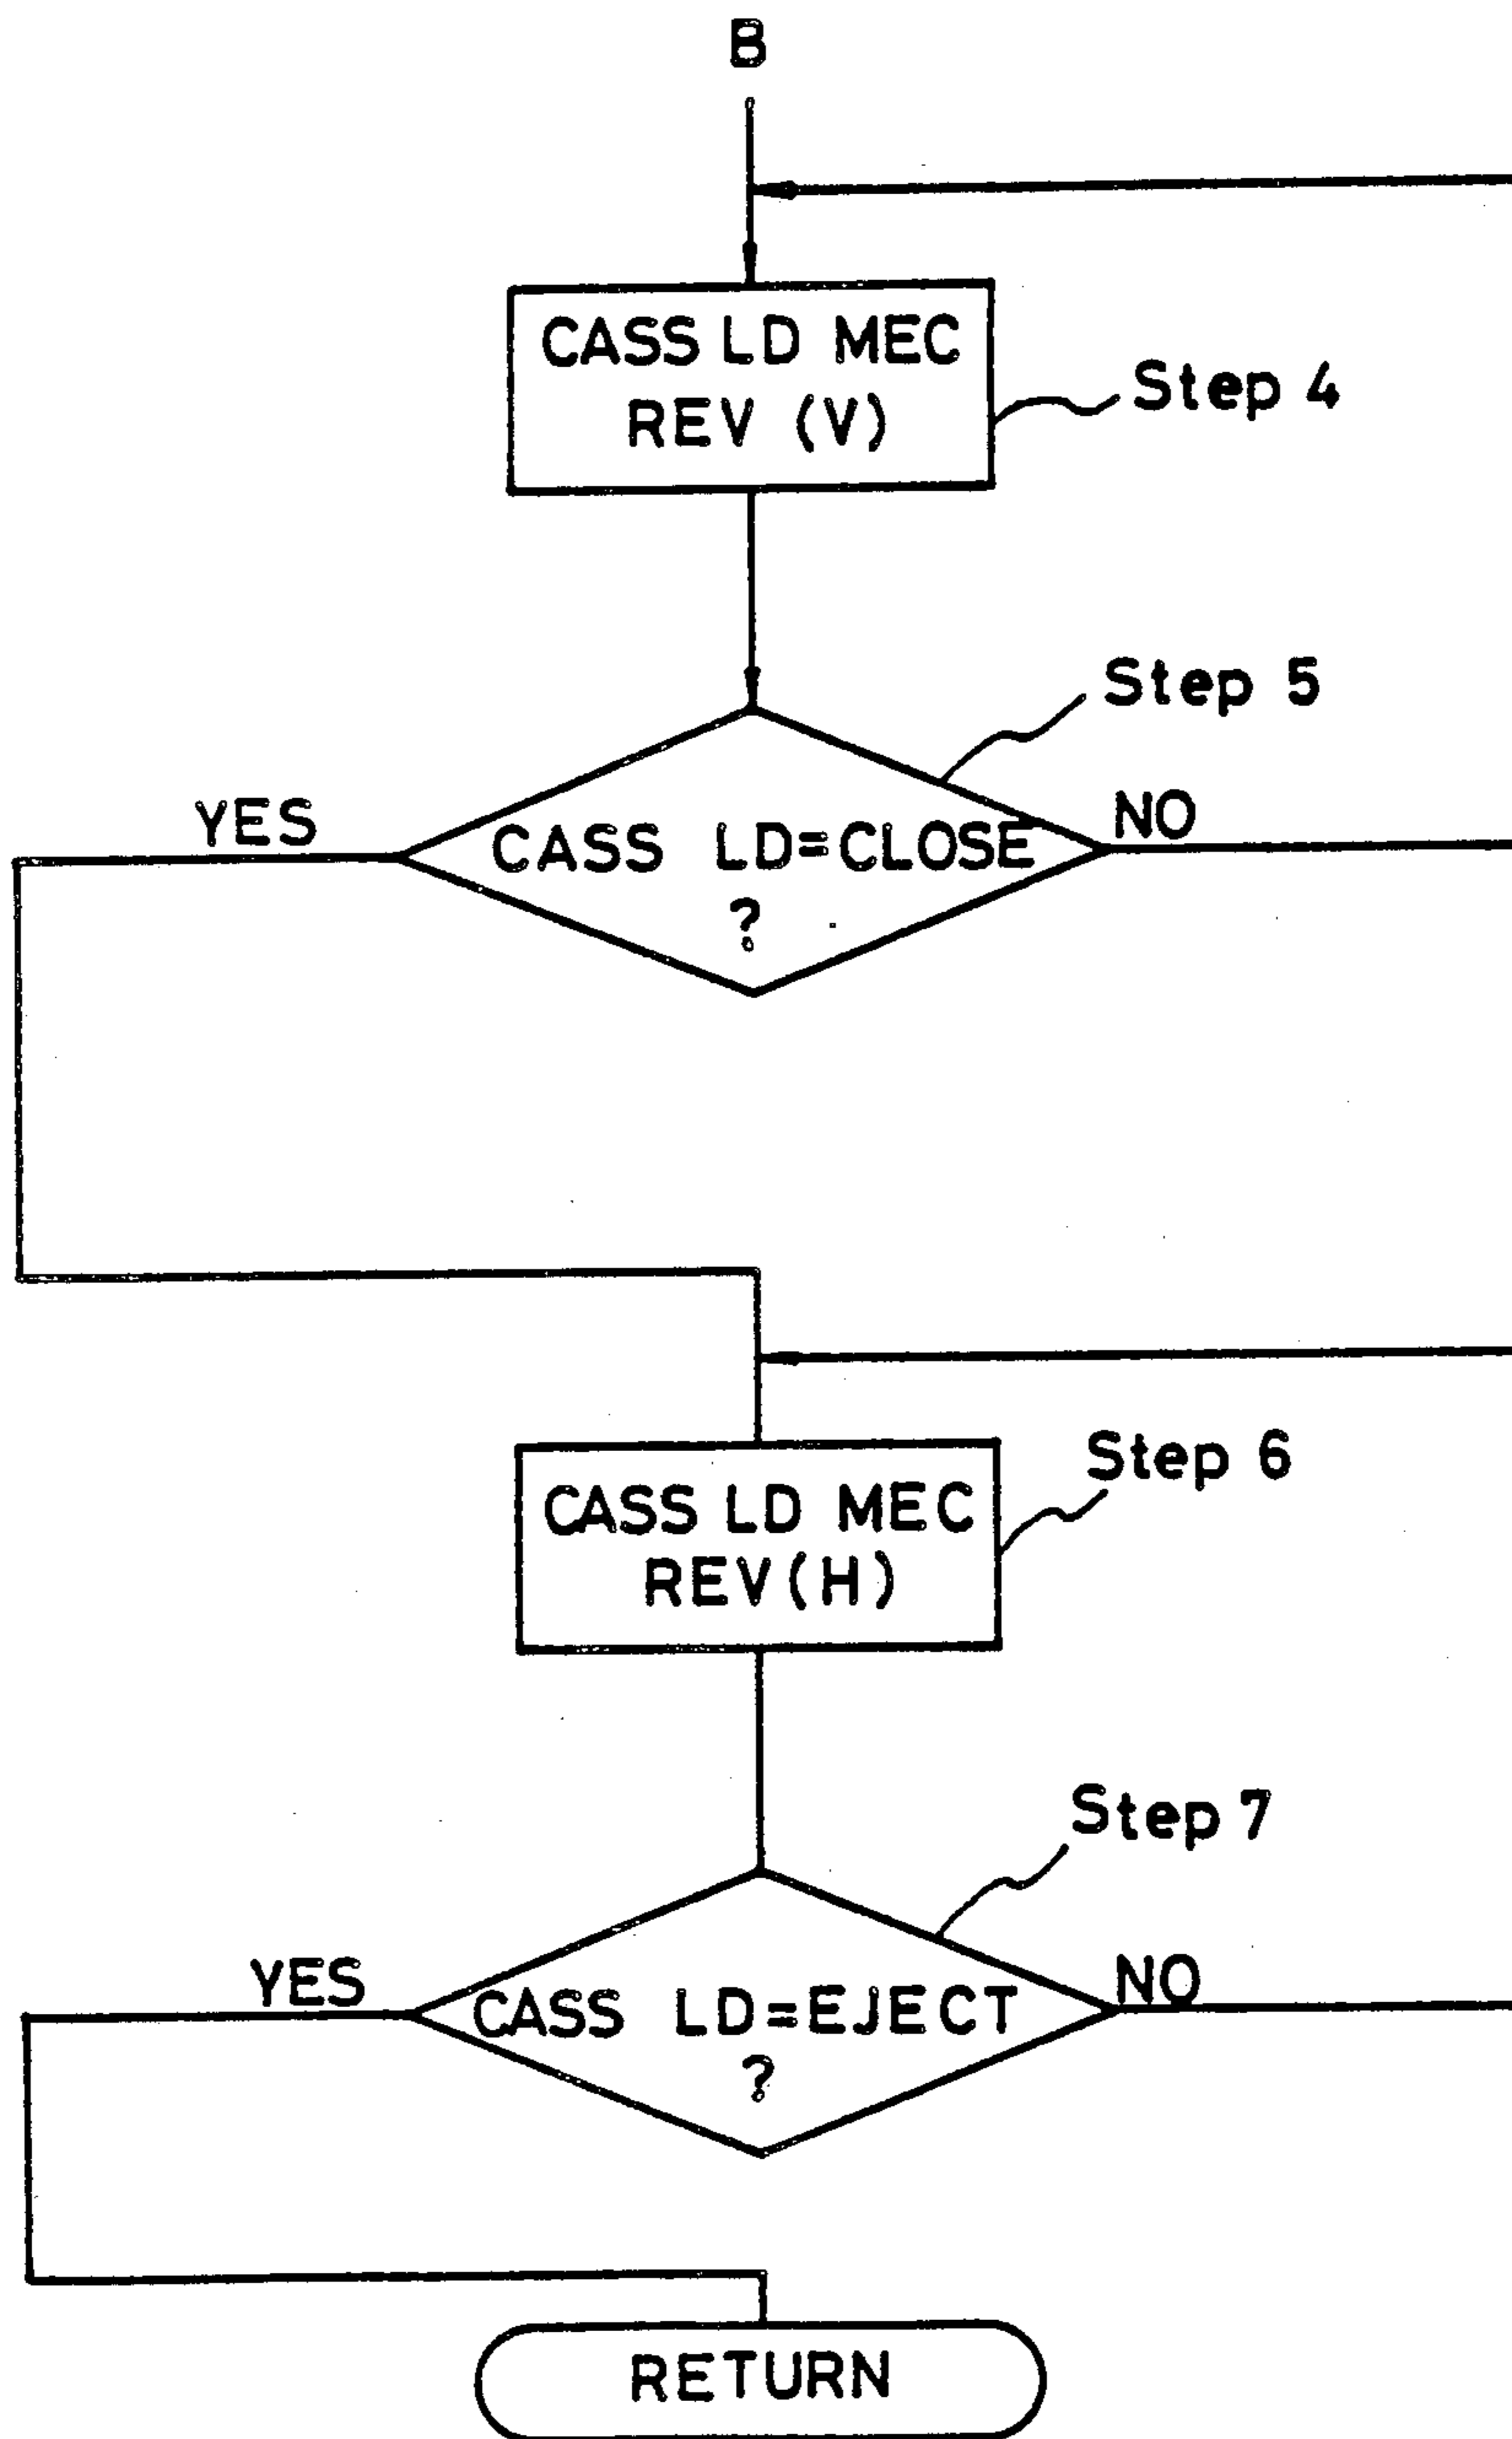 B
CASS LD MEC
REV (V)
Step 4
Step 5
YES
CASS LD=CLOSE
?
NO
CASS LD MEC
REV(H)
Step 6
Step 7
YES
CASS LD=EJECT
?
NO
RETURN